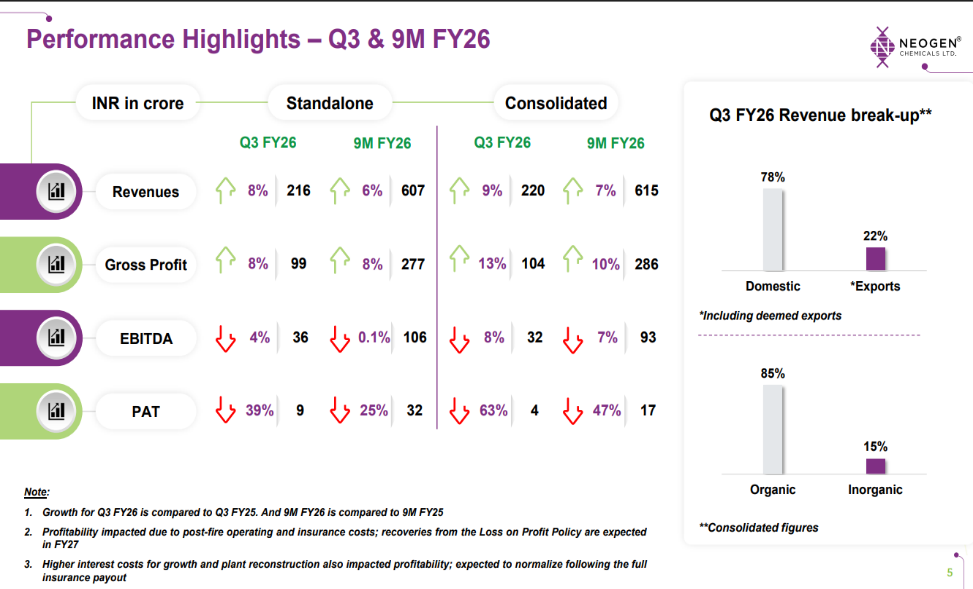 Performance Highlights – Q3 & 9M FY26
NEOGEN®
CHEMICALS LTD.
INR in crore Standalone Consolidated
Q3 FY26 9M FY26 Q3 FY26 9M FY26
Revenues 8% 216 6% 607 9% 220 7% 615
Gross Profit 8% 99 8% 277 13% 104 10% 286
EBITDA 4% 36 0.1% 106 8% 32 7% 93
PAT 39% 9 25% 32 63% 4 47% 17
Q3 FY26 Revenue break-up**
78%
22%
Domestic *Exports
*Including deemed exports
85%
15%
Organic Inorganic
**Consolidated figures
Note:
1. Growth for Q3 FY26 is compared to Q3 FY25. And 9M FY26 is compared to 9M FY25
2. Profitability impacted due to post-fire operating and insurance costs; recoveries from the Loss on Profit Policy are expected
in FY27
3. Higher interest costs for growth and plant reconstruction also impacted profitability; expected to normalize following the full
insurance payout
5